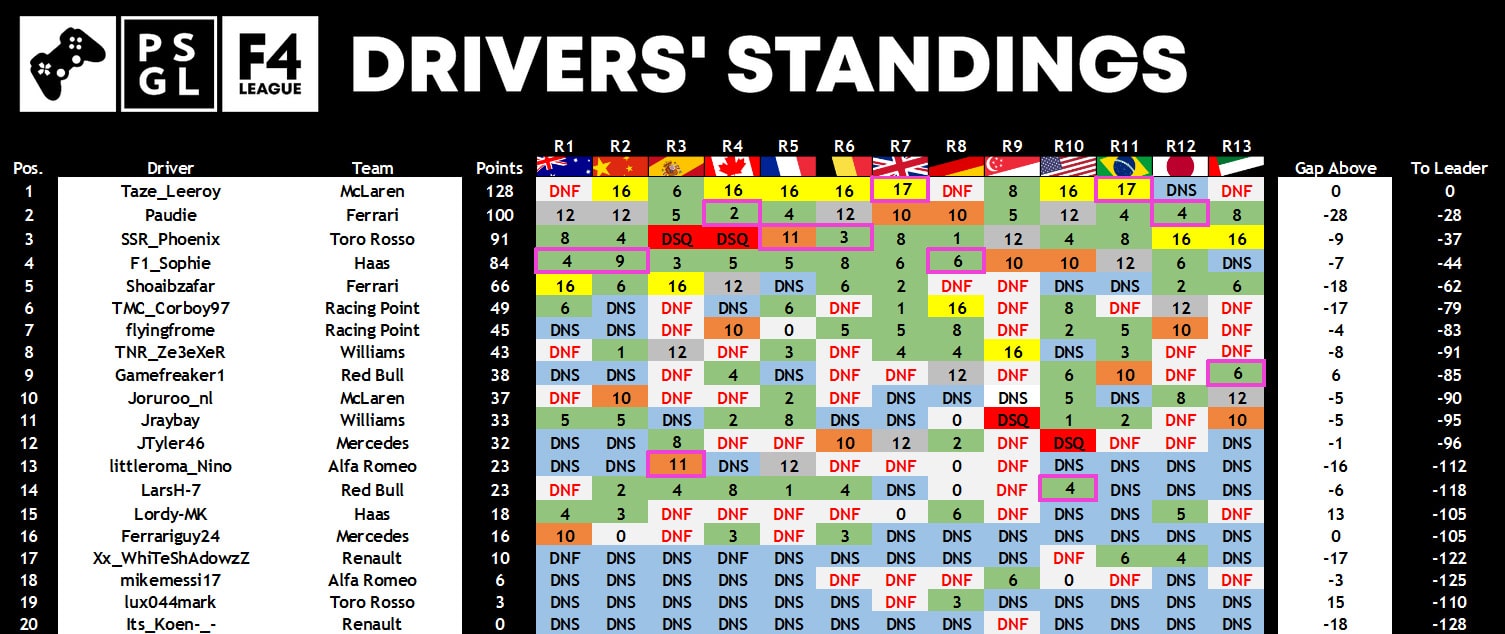 PS GL F4 LEAGUE DRIVERS' STANDINGS
R1 R2 R3 R4 R5 R6 R7 R8 R9 R10 R11 R12 R13
Pos. Driver Team Points Gap Above To Leader
1 Taze_Leeroy McLaren 128 DNF 16 6 16 16 16 17 DNF 8 16 17 DNS DNF 0 0
2 Paudie Ferrari 100 12 12 5 2 4 12 10 10 5 12 4 4 8 -28 -28
3 SSR_Phoenix Toro Rosso 91 8 4 DSQ DSQ 11 3 8 1 12 4 8 16 16 -9 -37
4 F1_Sophie Haas 84 4 9 3 5 5 8 6 6 10 10 12 6 DNS -7 -44
5 Shoaibzafar Ferrari 66 16 6 16 12 DNS 6 2 DNF DNF DNS DNS 2 6 -18 -62
6 TMC_Corboy97 Racing Point 49 6 DNS DNF DNS 6 DNF 1 16 DNF 8 DNF 12 DNF -17 -79
7 flyingfrome Racing Point 45 DNS DNS DNF 10 0 5 5 8 DNF 2 5 10 DNF -4 -83
8 TNR_Ze3eXeR Williams 43 DNF 1 12 DNF 3 DNF 4 4 16 DNS 3 DNF DNF -8 -91
9 Gamefreaker1 Red Bull 38 DNS DNS DNF 4 DNS DNF DNF 12 DNF 6 10 DNF 6 6 -85
10 Joruroo_nl McLaren 37 DNF 10 DNF DNF 2 DNF DNS DNS DNS 5 DNS 8 12 -5 -90
11 Jraybay Williams 33 5 5 DNS 2 8 DNS DNS 0 DSQ 1 2 DNF 10 -5 -95
12 JTyler46 Mercedes 32 DNS DNS 8 DNF DNF 10 12 2 DNF DSQ DNF DNF DNS -1 -96
13 littleroma_Nino Alfa Romeo 23 DNS DNS 11 DNS 12 DNF DNF 0 DNF DNS DNS DNS DNS -16 -112
14 LarsH-7 Red Bull 23 DNF 2 4 8 1 4 DNS 0 DNF 4 DNS DNS DNS -6 -118
15 Lordy-MK Haas 18 4 3 DNF DNF DNF DNF 0 6 DNF DNS DNS 5 DNF 13 -105
16 Ferrariguy24 Mercedes 16 10 0 DNF 3 DNF 3 DNS DNS DNS DNS DNS DNS DNS 0 -105
17 Xx_WhiTeShAdowzZ Renault 10 DNF DNS DNS DNF DNS DNS DNS DNS DNS DNF 6 4 DNS -17 -122
18 mikemessi17 Alfa Romeo 6 DNS DNS DNS DNS DNS DNF DNF DNF 6 0 DNF DNS DNF -3 -125
19 lux044mark Toro Rosso 3 DNS DNS DNS DNS DNS DNS DNF 3 DNS DNS DNS DNS DNS 15 -110
20 Its_Koen-_- Renault 0 DNS DNS DNS DNS DNS DNS DNS DNS DNF DNS DNS DNS DNS -18 -128